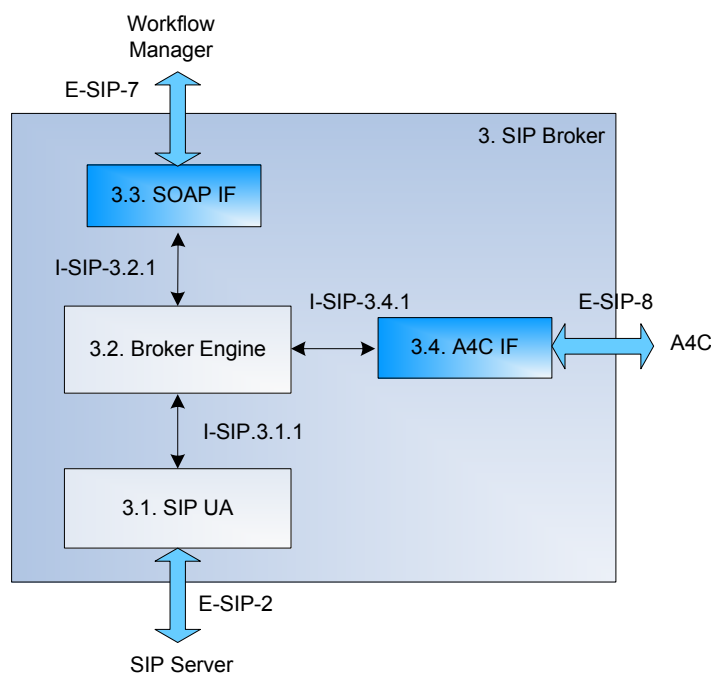 Workflow
Manager
E-SIP-7
3. SIP Broker
3.3. SOAP IF
I-SIP-3.2.1
I-SIP-3.4.1
E-SIP-8
3.2. Broker Engine
3.4. A4C IF
A4C
I-SIP.3.1.1
3.1. SIP UA
E-SIP-2
SIP Server